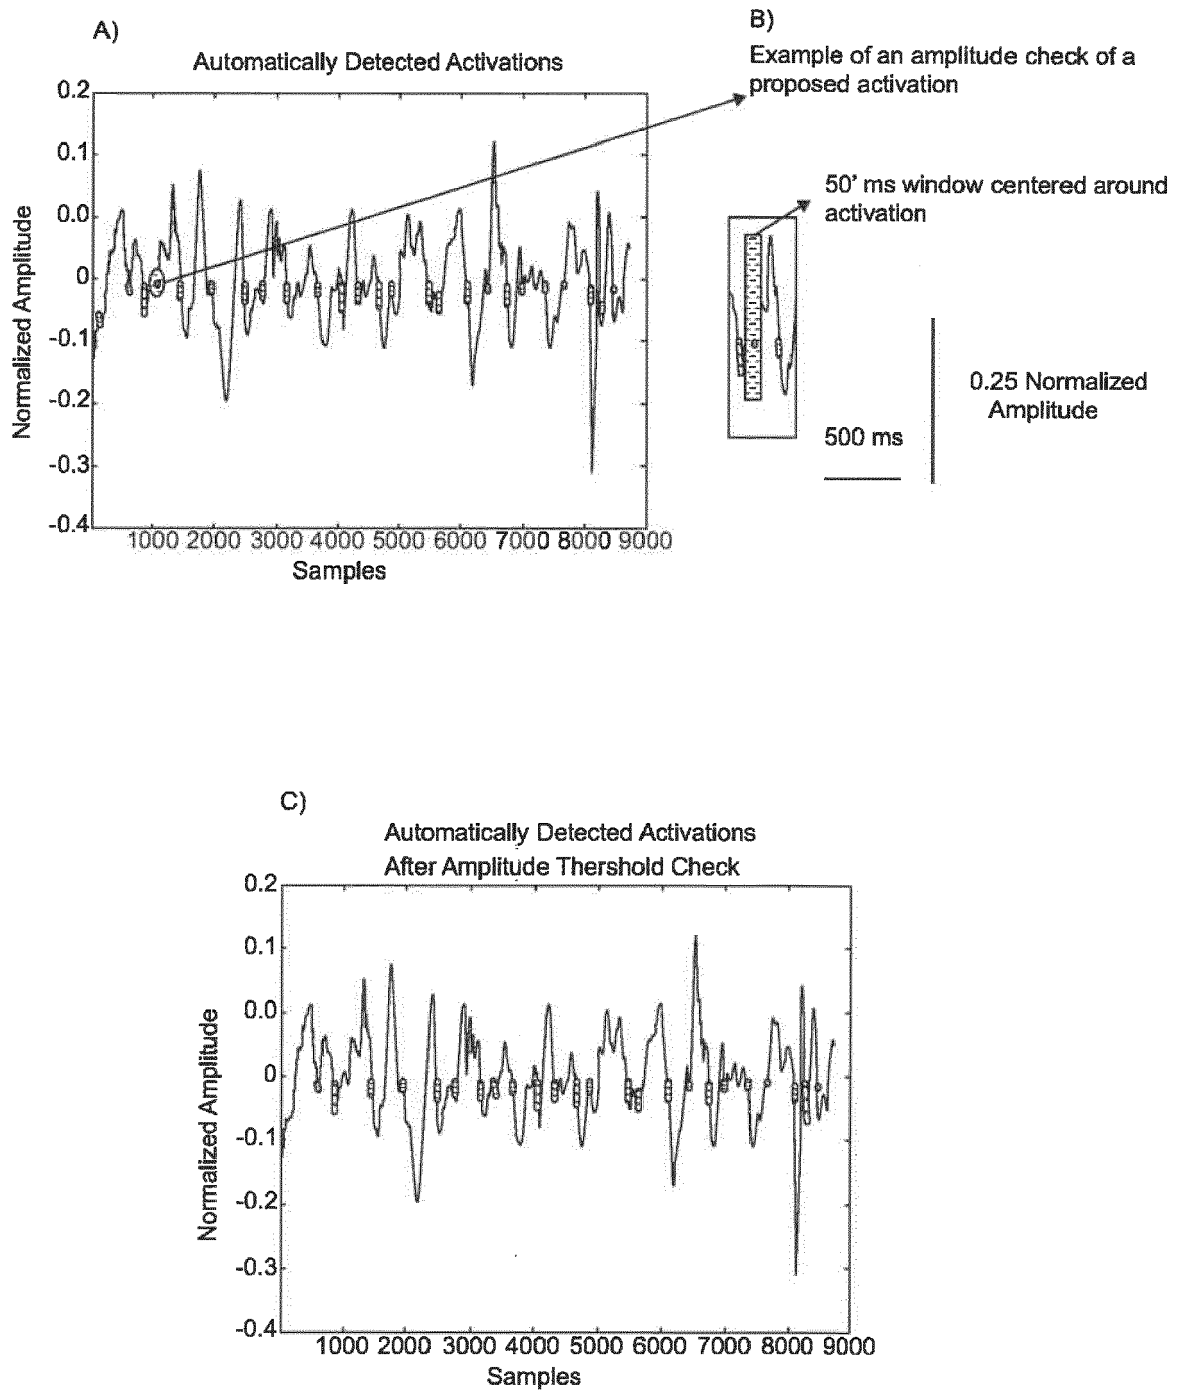 A)
Automatically Detected Activations
0.2
0.1
0.0
0
-0.1
-0.2
-0.3
-0.4
Normalized Amplitude
1000 2000 3000 4000 5000 6000 7000 8000 9000
Samples
B)
Example of an amplitude check of a
proposed activation
50' ms window centered around
activation
500 ms
0.25 Normalized
Amplitude
C)
Automatically Detected Activations
After Amplitude Thershold Check
0.2
0.1
0.0
0
-0.1
-0.2
-0.3
-0.4
Normalized Amplitude
1000 2000 3000 4000 5000 6000 7000 8000 9000
Samples